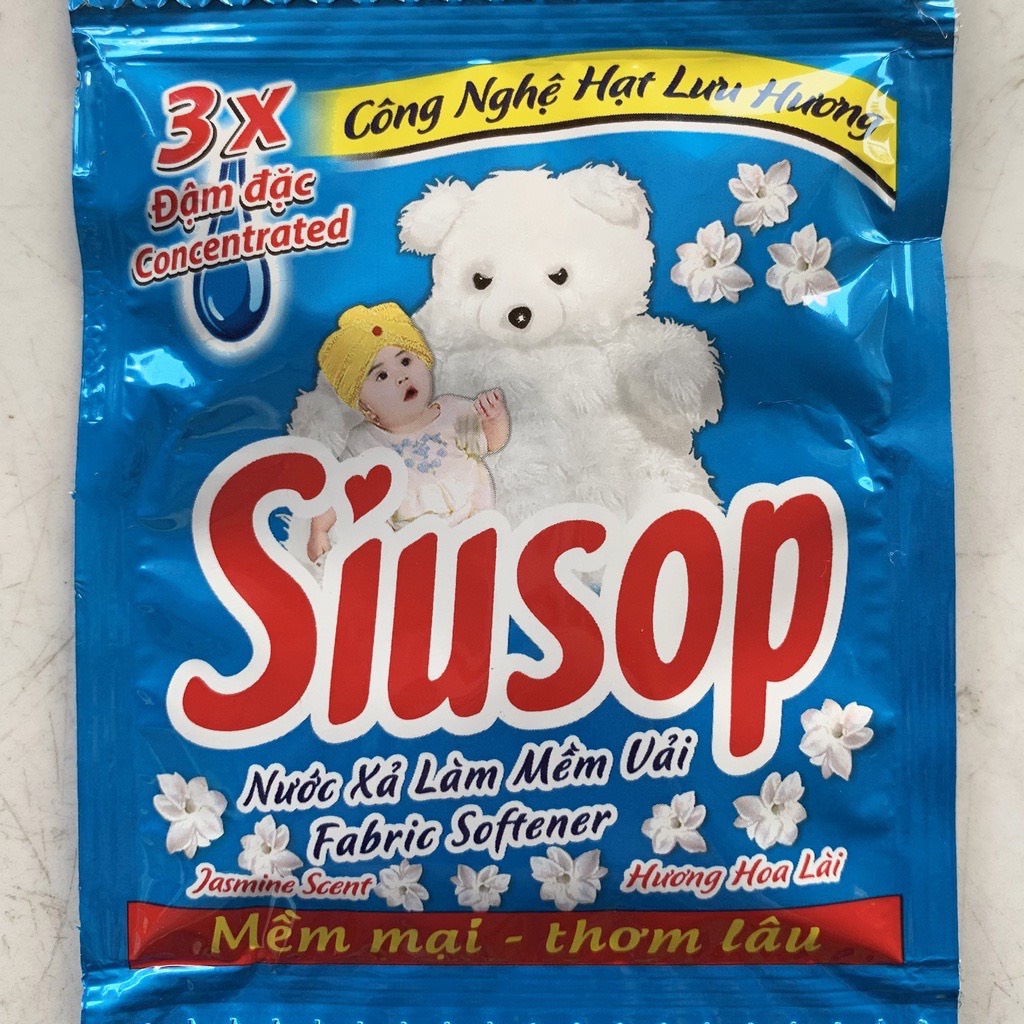 3X
Đậm đặc
Concentrated
Công Nghệ Hạt Lưu Hương
Siusop
Nước Xả Làm Mềm Vải
Fabric Softener
Jasmine Scent
Hương Hoa Lài
Mềm mại - thơm lâu